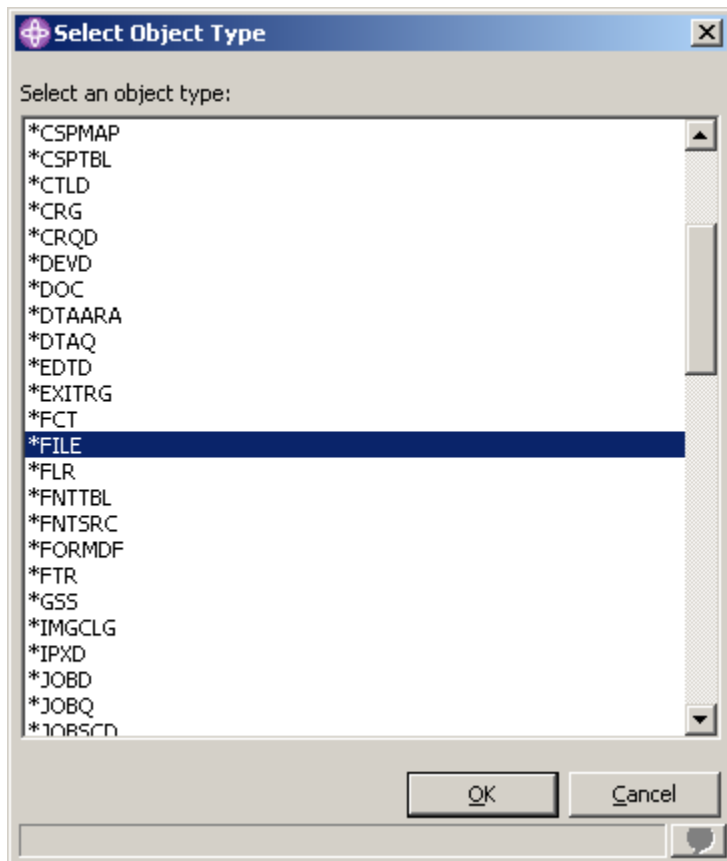 Select Object Type
Select an object type:
*CSPMAP
*CSPTBL
*CTLD
*CRG
*CRQD
*DEVD
*DOC
*DTAARA
*DTAQ
*EDTD
*EXITRG
*FCT
*FILE
*FLR
*FNTTBL
*FNTSRC
*FORMDF
*FTR
*GSS
*IMGCLG
*IPXD
*JOBD
*JOBQ
*JOBSCD
OK
Cancel